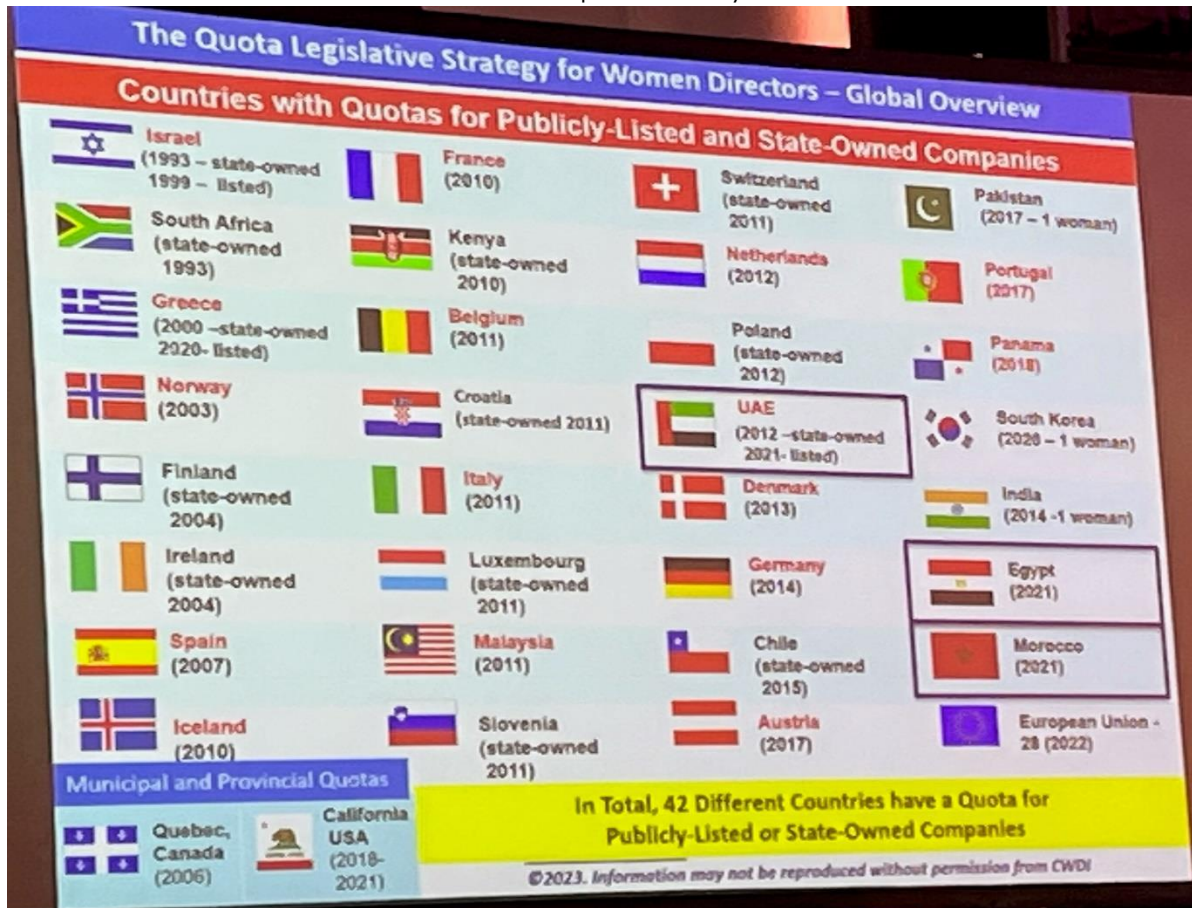 The Quota Legislative Strategy for Women Directors – Global Overview
Countries with Quotas for Publicly-Listed and State-Owned Companies
Israel
(1993 – state-owned
1999 – listed)
South Africa
(state-owned
1993)
Greece
(2000 –state-owned
2020- listed)
Norway
(2003)
Finland
(state-owned
2004)
Ireland
(state-owned
2004)
Spain
(2007)
Iceland
(2010)
France
(2010)
Kenya
(state-owned
2010)
Belgium
(2011)
Croatia
(state-owned 2011)
Italy
(2011)
Luxembourg
(state-owned
2011)
Malaysia
(2011)
Slovenia
(state-owned
2011)
Switzerland
(state-owned
2011)
Netherlands
(2012)
Poland
(state-owned
2012)
UAE
(2012 –state-owned
2021- listed)
Denmark
(2013)
Germany
(2014)
Chile
(state-owned
2015)
Austria
(2017)
Pakistan
(2017 – 1 woman)
Portugal
(2017)
Panama
(2018)
South Korea
(2020 – 1 woman)
India
(2014 -1 woman)
Egypt
(2021)
Morocco
(2021)
European Union -
28 (2022)
Municipal and Provincial Quotas
Quebec,
Canada
(2006)
California
USA
(2018-
2021)
In Total, 42 Different Countries have a Quota for
Publicly-Listed or State-Owned Companies
©2023. Information may not be reproduced without permission from CWDI